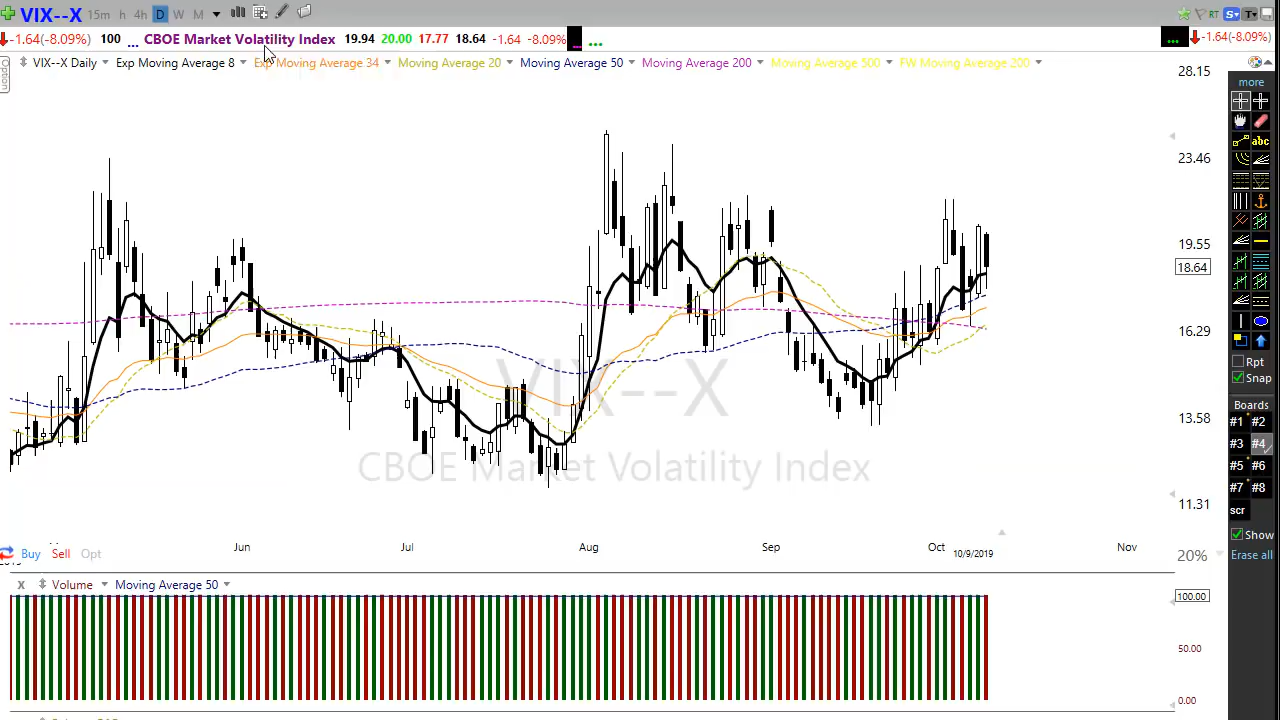 VIX--X 15m h 4h D W M RT S T
-1.64(-8.09%) 100 ... CBOE Market Volatility Index 19.94 20.00 17.77 18.64 -1.64 -8.09% ... ... -1.64(-8.09%)
Option
VIX--X Daily Exp Moving Average 8 Exp Moving Average 34 Moving Average 20 Moving Average 50 Moving Average 200 Moving Average 500 FW Moving Average 200
28.15
23.46
19.55
18.64
16.29
13.58
11.31
VIX--X
CBOE Market Volatility Index
Jun Jul Aug Sep Oct 10/9/2019 Nov
Buy Sell Opt
20%
X Volume Moving Average 50
100.00
50.00
0.00
more
abc
Rpt
Snap
Boards
#1 #2
#3 #4
#5 #6
#7 #8
scr
Show
Erase all